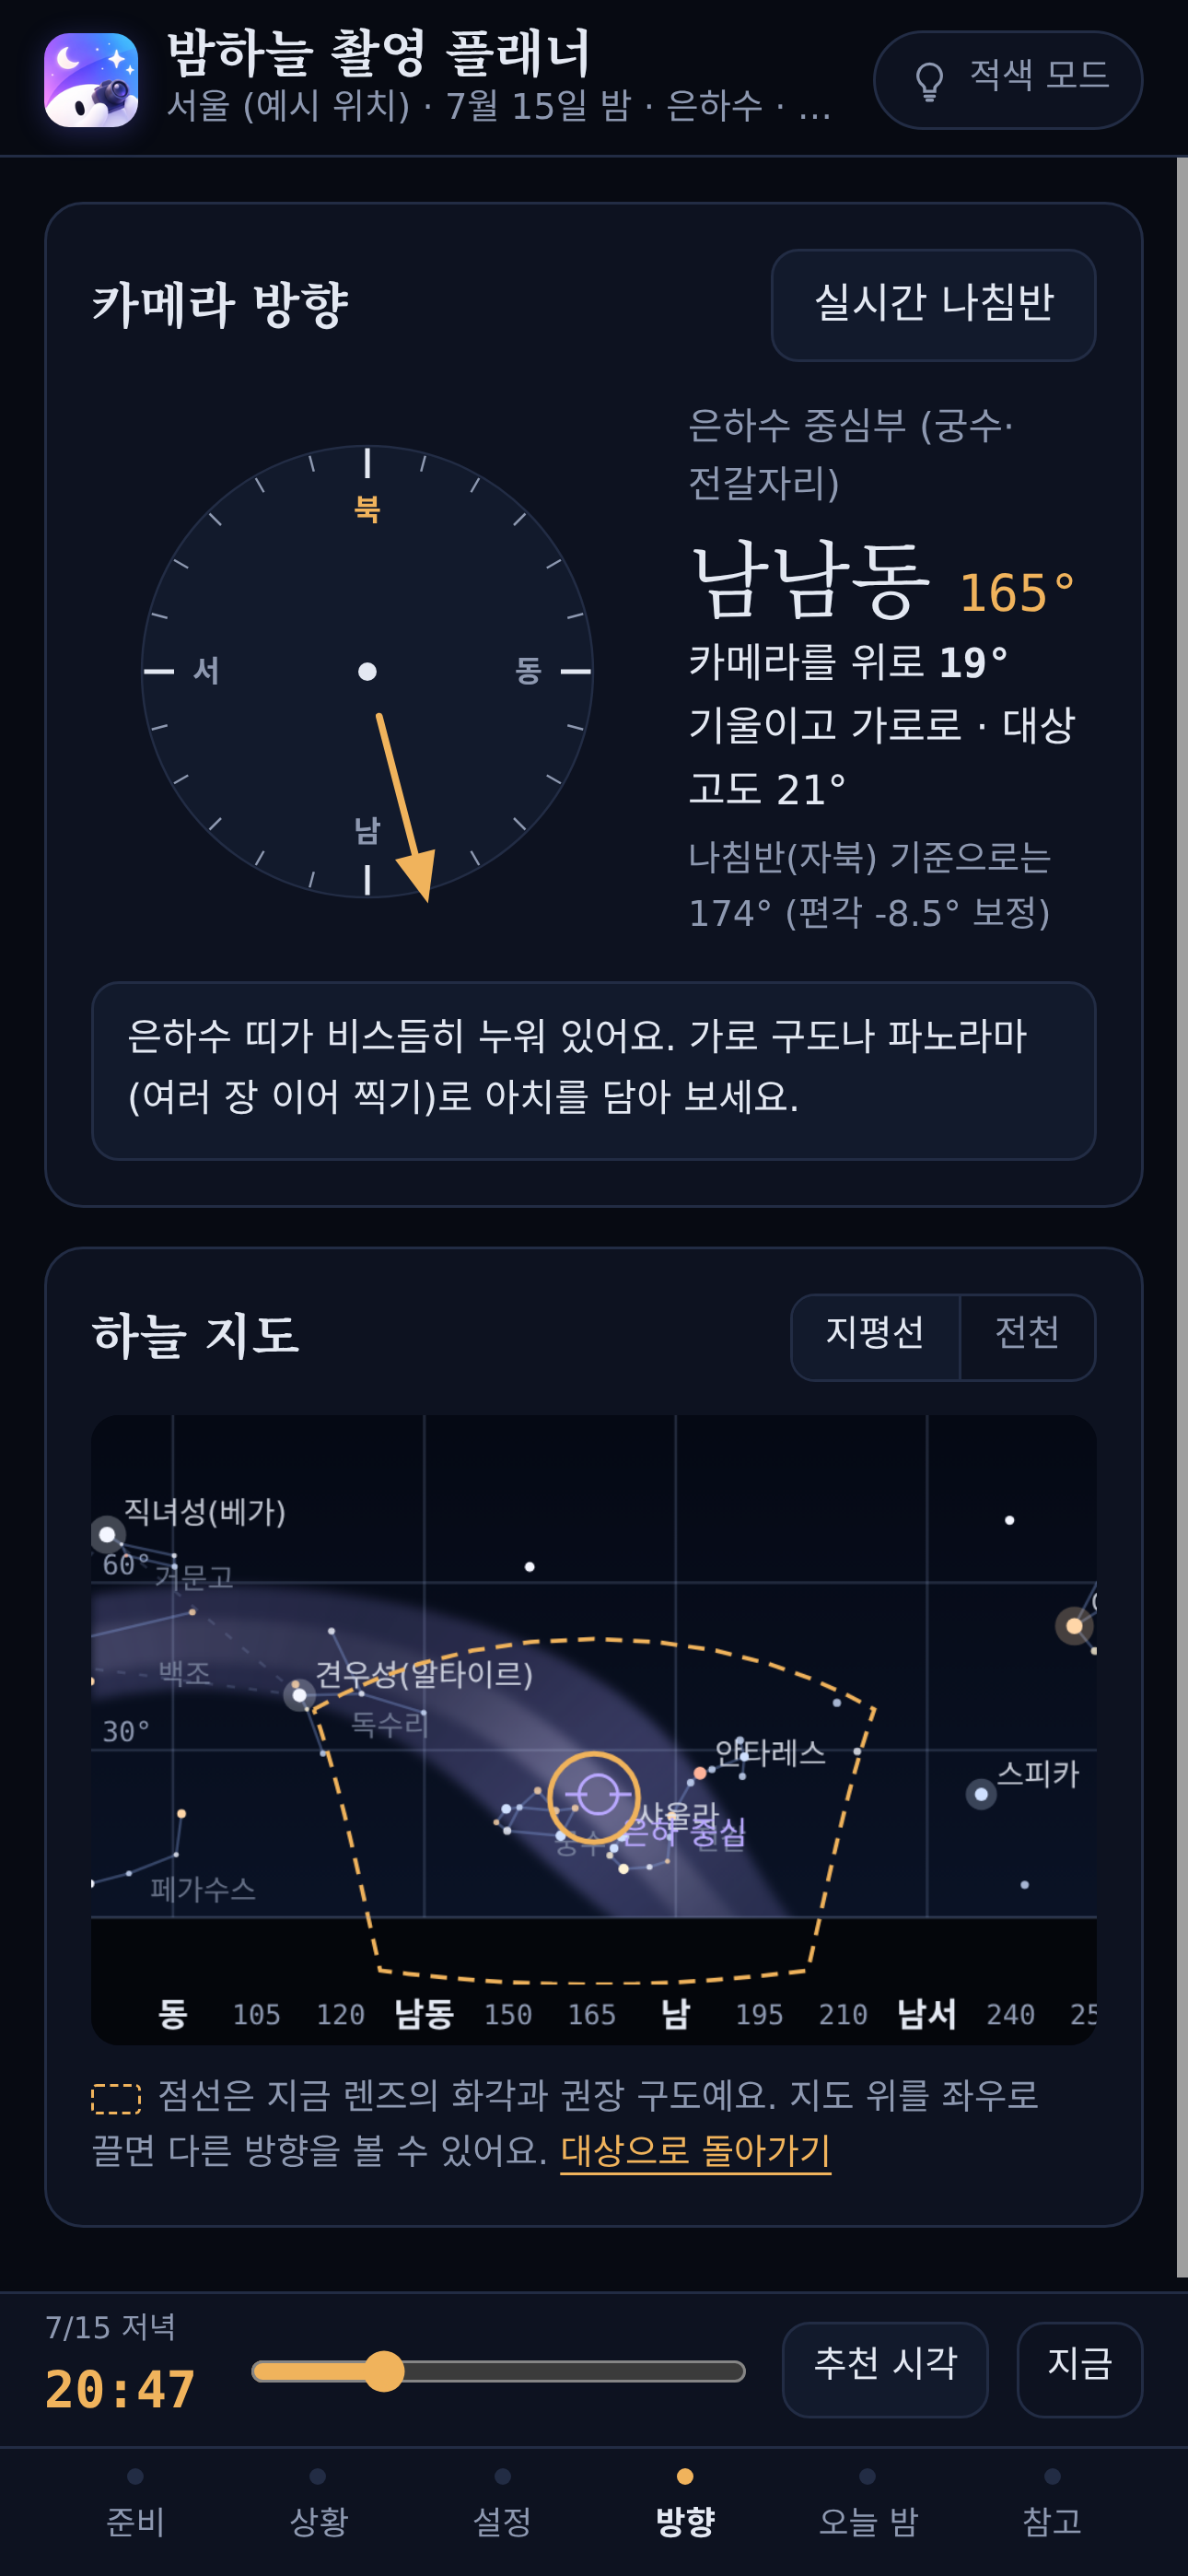 밤하늘 촬영 플래너
서울 (예시 위치) · 7월 15일 밤 · 은하수 · ...
적색 모드
카메라 방향
실시간 나침반
북
서
동
남
은하수 중심부 (궁수·
전갈자리)
남남동 165°
카메라를 위로 19°
기울이고 가로로 · 대상
고도 21°
나침반(자북) 기준으로는
174° (편각 -8.5° 보정)
은하수 띠가 비스듬히 누워 있어요. 가로 구도나 파노라마
(여러 장 이어 찍기)로 아치를 담아 보세요.
하늘 지도
지평선
전천
직녀성(베가)
60°
거문고
백조
견우성(알타이르)
독수리
30°
안타레스
스피카
샤울라
은하 중심
궁수
페가수스
동 105 120 남동 150 165 남 195 210 남서 240
점선은 지금 렌즈의 화각과 권장 구도예요. 지도 위를 좌우로
끌면 다른 방향을 볼 수 있어요. 대상으로 돌아가기
7/15 저녁
20:47
추천 시각
지금
준비
상황
설정
방향
오늘 밤
참고